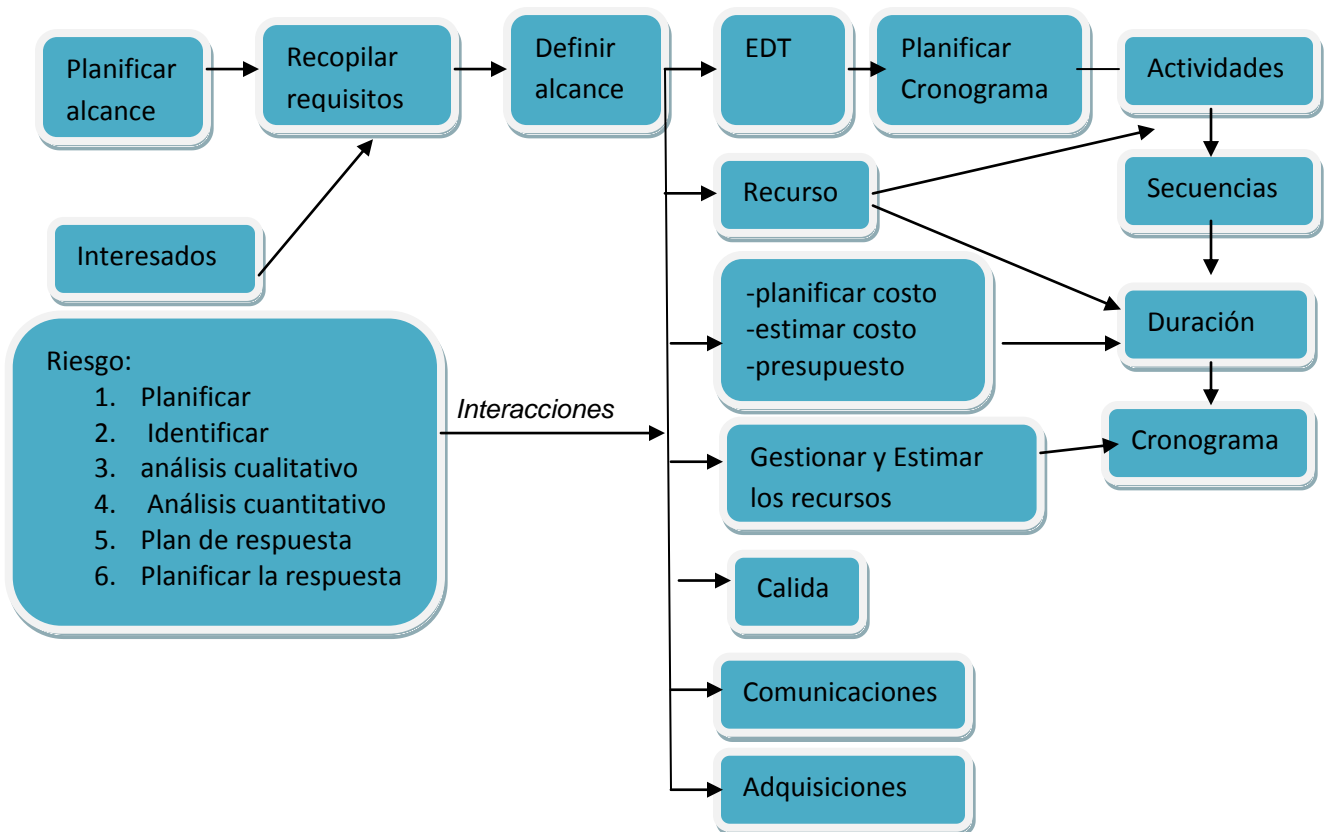 Planificar
alcance
Recopilar
requisitos
Definir
alcance
EDT
Planificar
Cronograma
Actividades
Recurso
Secuencias
Interesados
-planificar costo
-estimar costo
-presupuesto
Duración
Riesgo:
1. Planificar
2. Identificar
3. análisis cualitativo
4. Análisis cuantitativo
5. Plan de respuesta
6. Planificar la respuesta
Interacciones
Gestionar y Estimar
los recursos
Cronograma
Calida
Comunicaciones
Adquisiciones